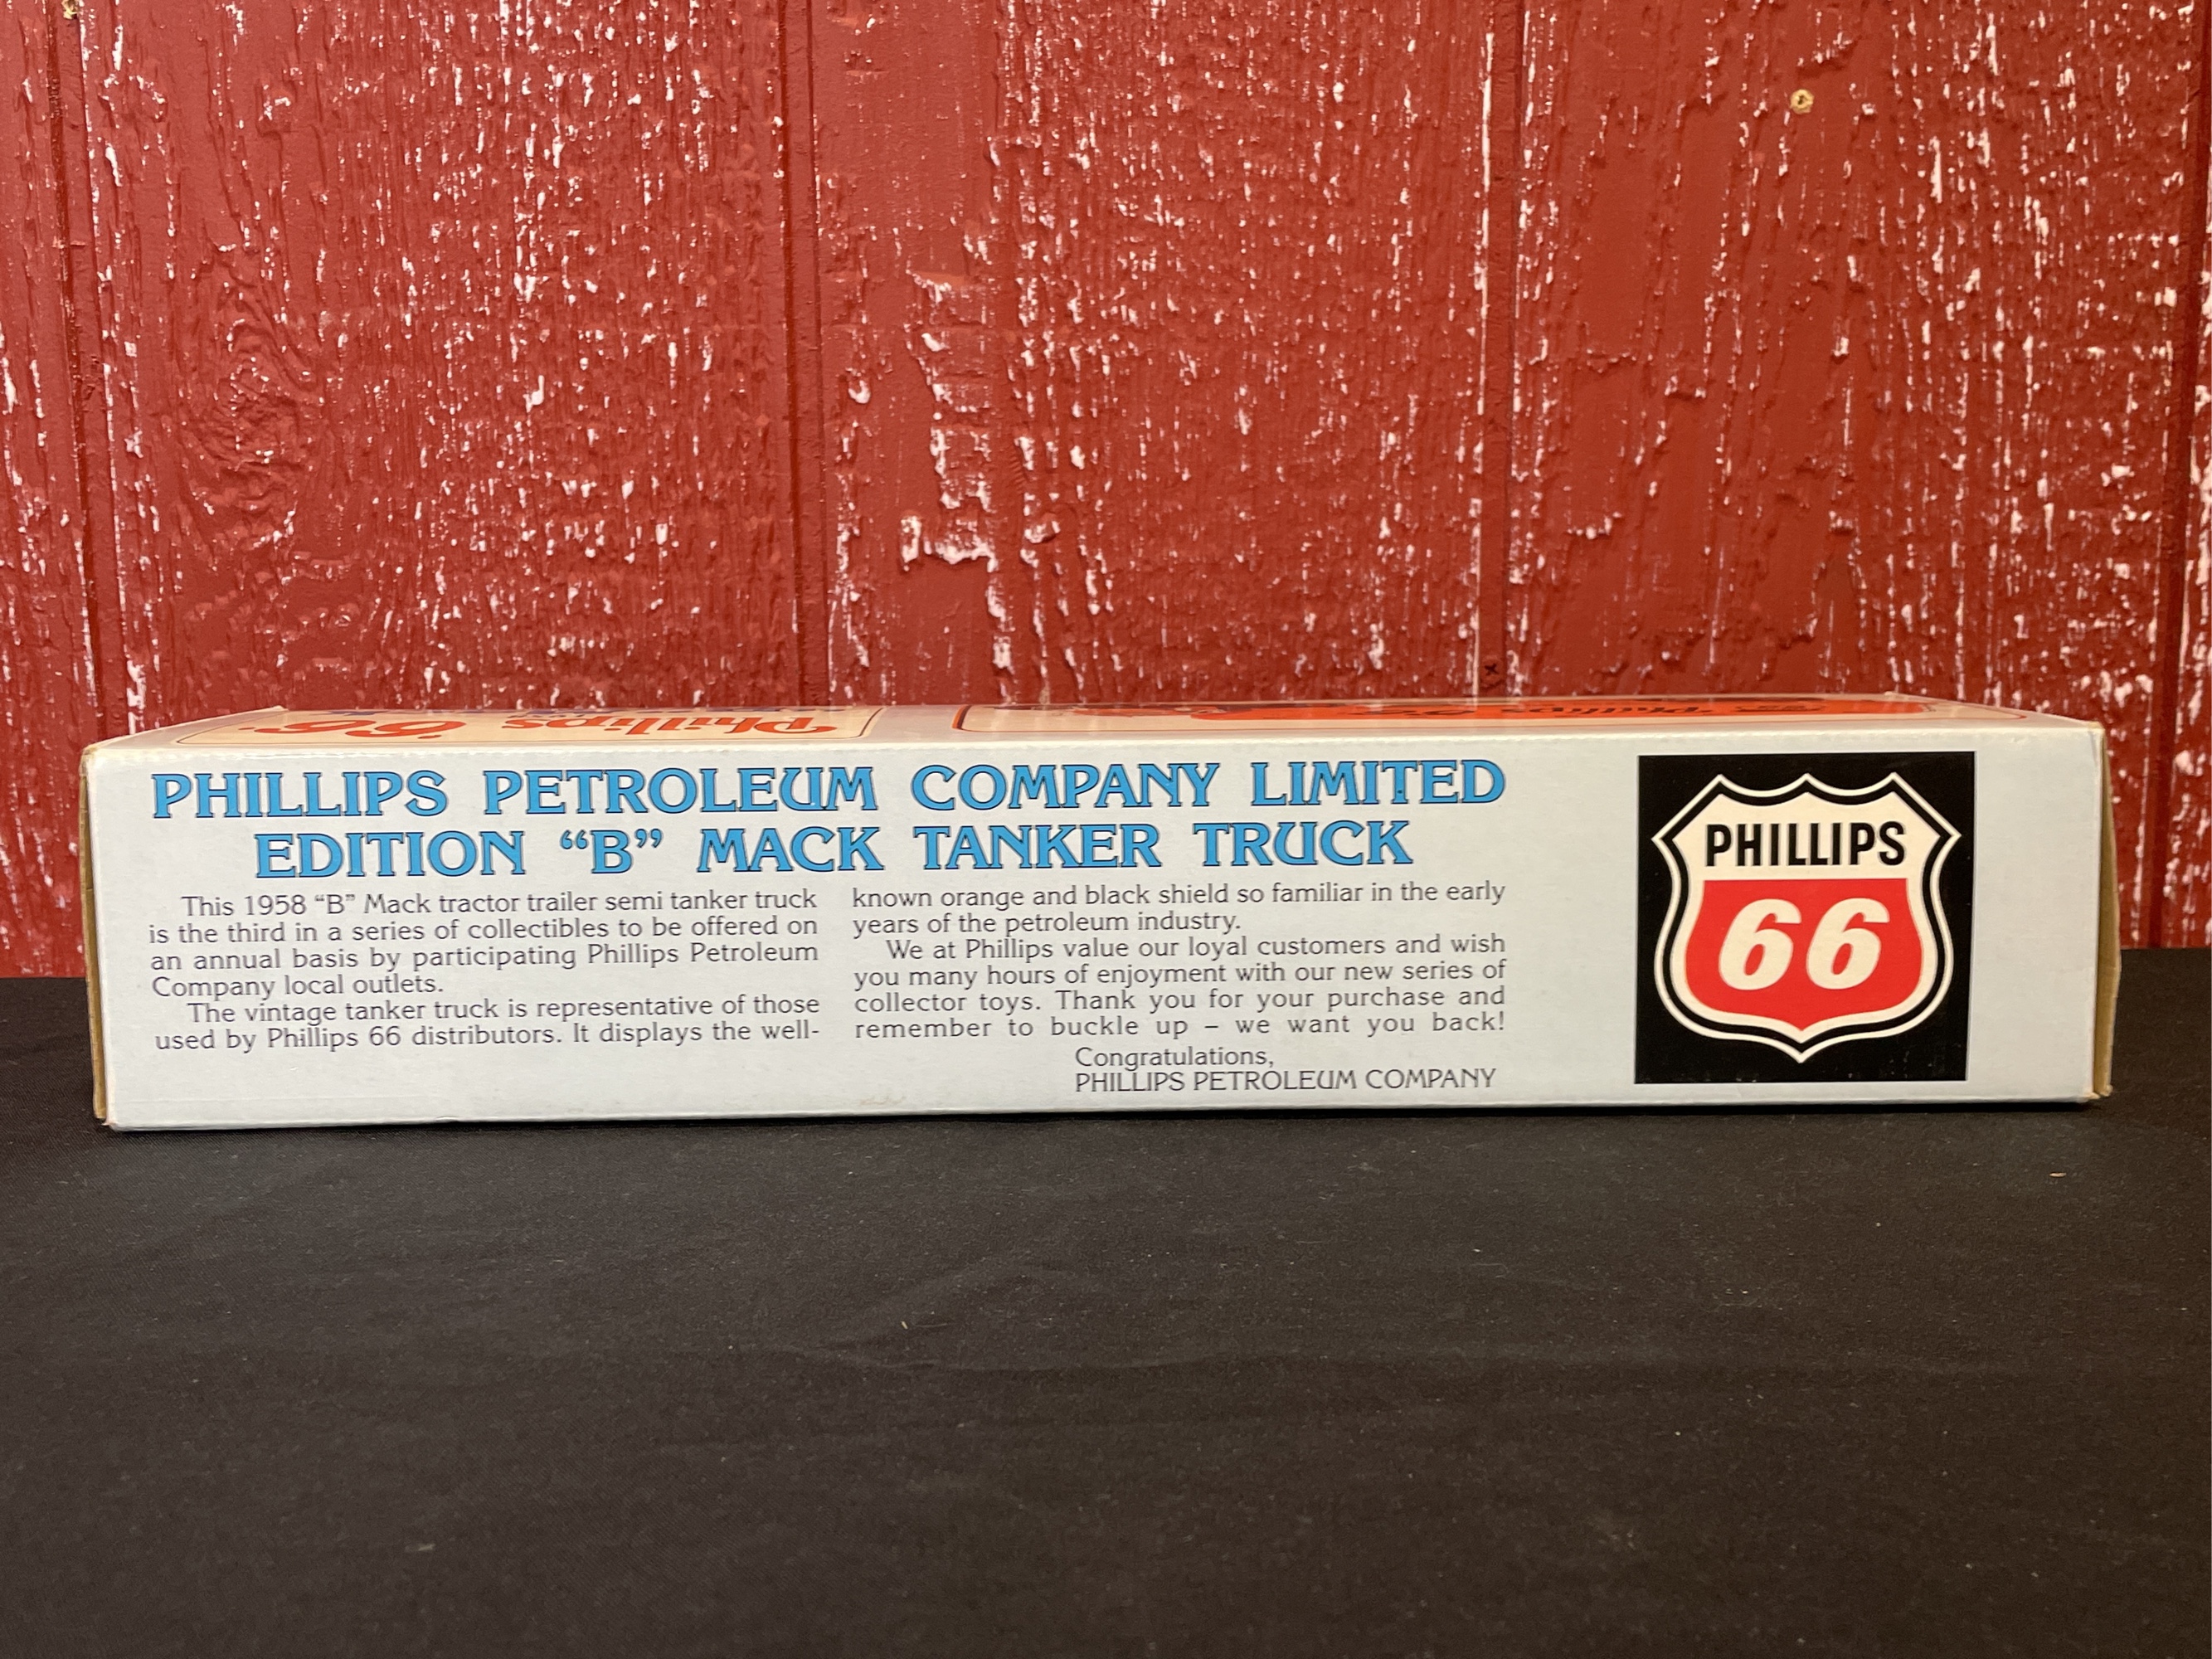 Phillips "66"
PHILLIPS PETROLEUM COMPANY LIMITED
EDITION “B” MACK TANKER TRUCK
This 1958 “B” Mack tractor trailer semi tanker truck
is the third in a series of collectibles to be offered on
an annual basis by participating Phillips Petroleum
Company local outlets.
The vintage tanker truck is representative of those
used by Phillips 66 distributors. It displays the well-
known orange and black shield so familiar in the early
years of the petroleum industry.
We at Phillips value our loyal customers and wish
you many hours of enjoyment with our new series of
collector toys. Thank you for your purchase and
remember to buckle up – we want you back!
Congratulations,
PHILLIPS PETROLEUM COMPANY
PHILLIPS
66